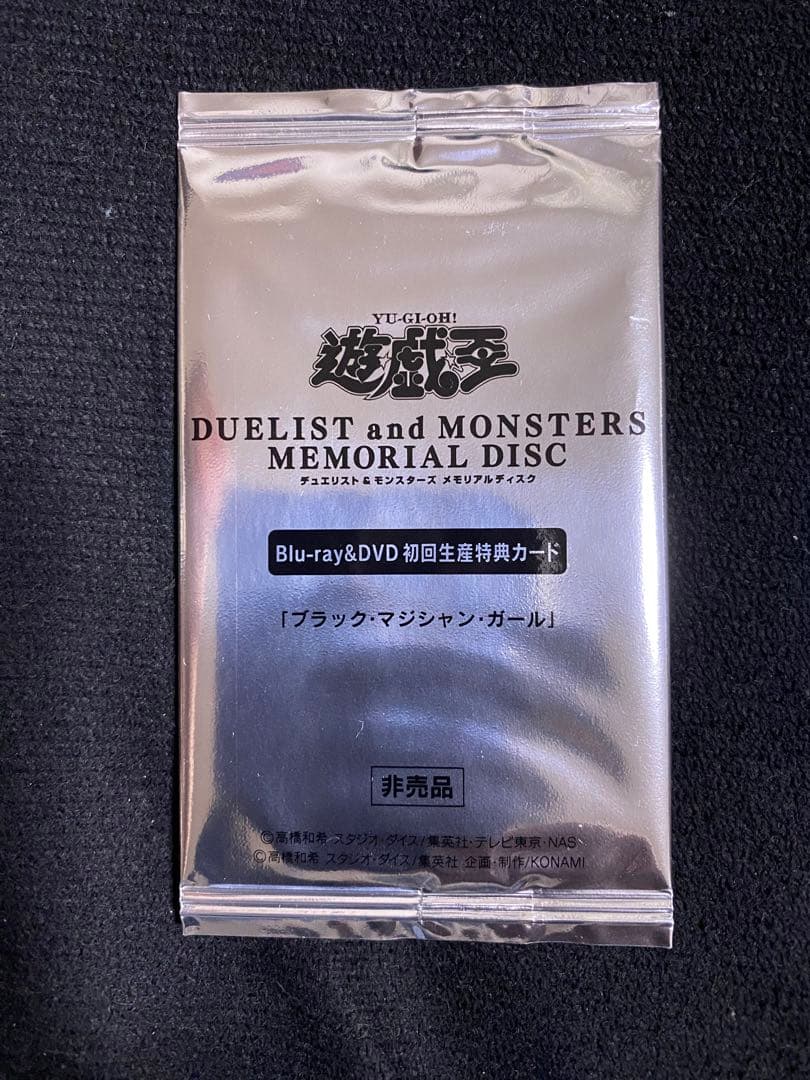 YU-GI-OH!
遊戯王
DUELIST and MONSTERS
MEMORIAL DISC
デュエリスト&モンスターズ メモリアルディスク
Blu-ray&DVD 初回生産特典カード
「ブラック・マジシャン・ガール」
非売品
©高橋和希 スタジオ・ダイス/集英社・テレビ東京・NAS
©高橋和希 スタジオ・ダイス/集英社 企画・制作/KONAMI